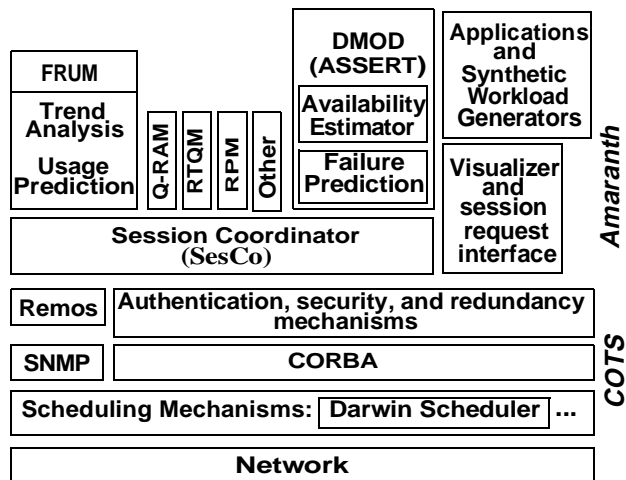 FRUM
Trend
Analysis
Usage
Prediction
Q-RAM
RTQM
RPM
Other
DMOD
(ASSERT)
Availability
Estimator
Failure
Prediction
Applications
and
Synthetic
Workload
Generators
Visualizer
and
session
request
interface
Amaranth
Session Coordinator
(SesCo)
Remos
Authentication, security, and redundancy
mechanisms
SNMP
CORBA
COTS
Scheduling Mechanisms: Darwin Scheduler ...
Network